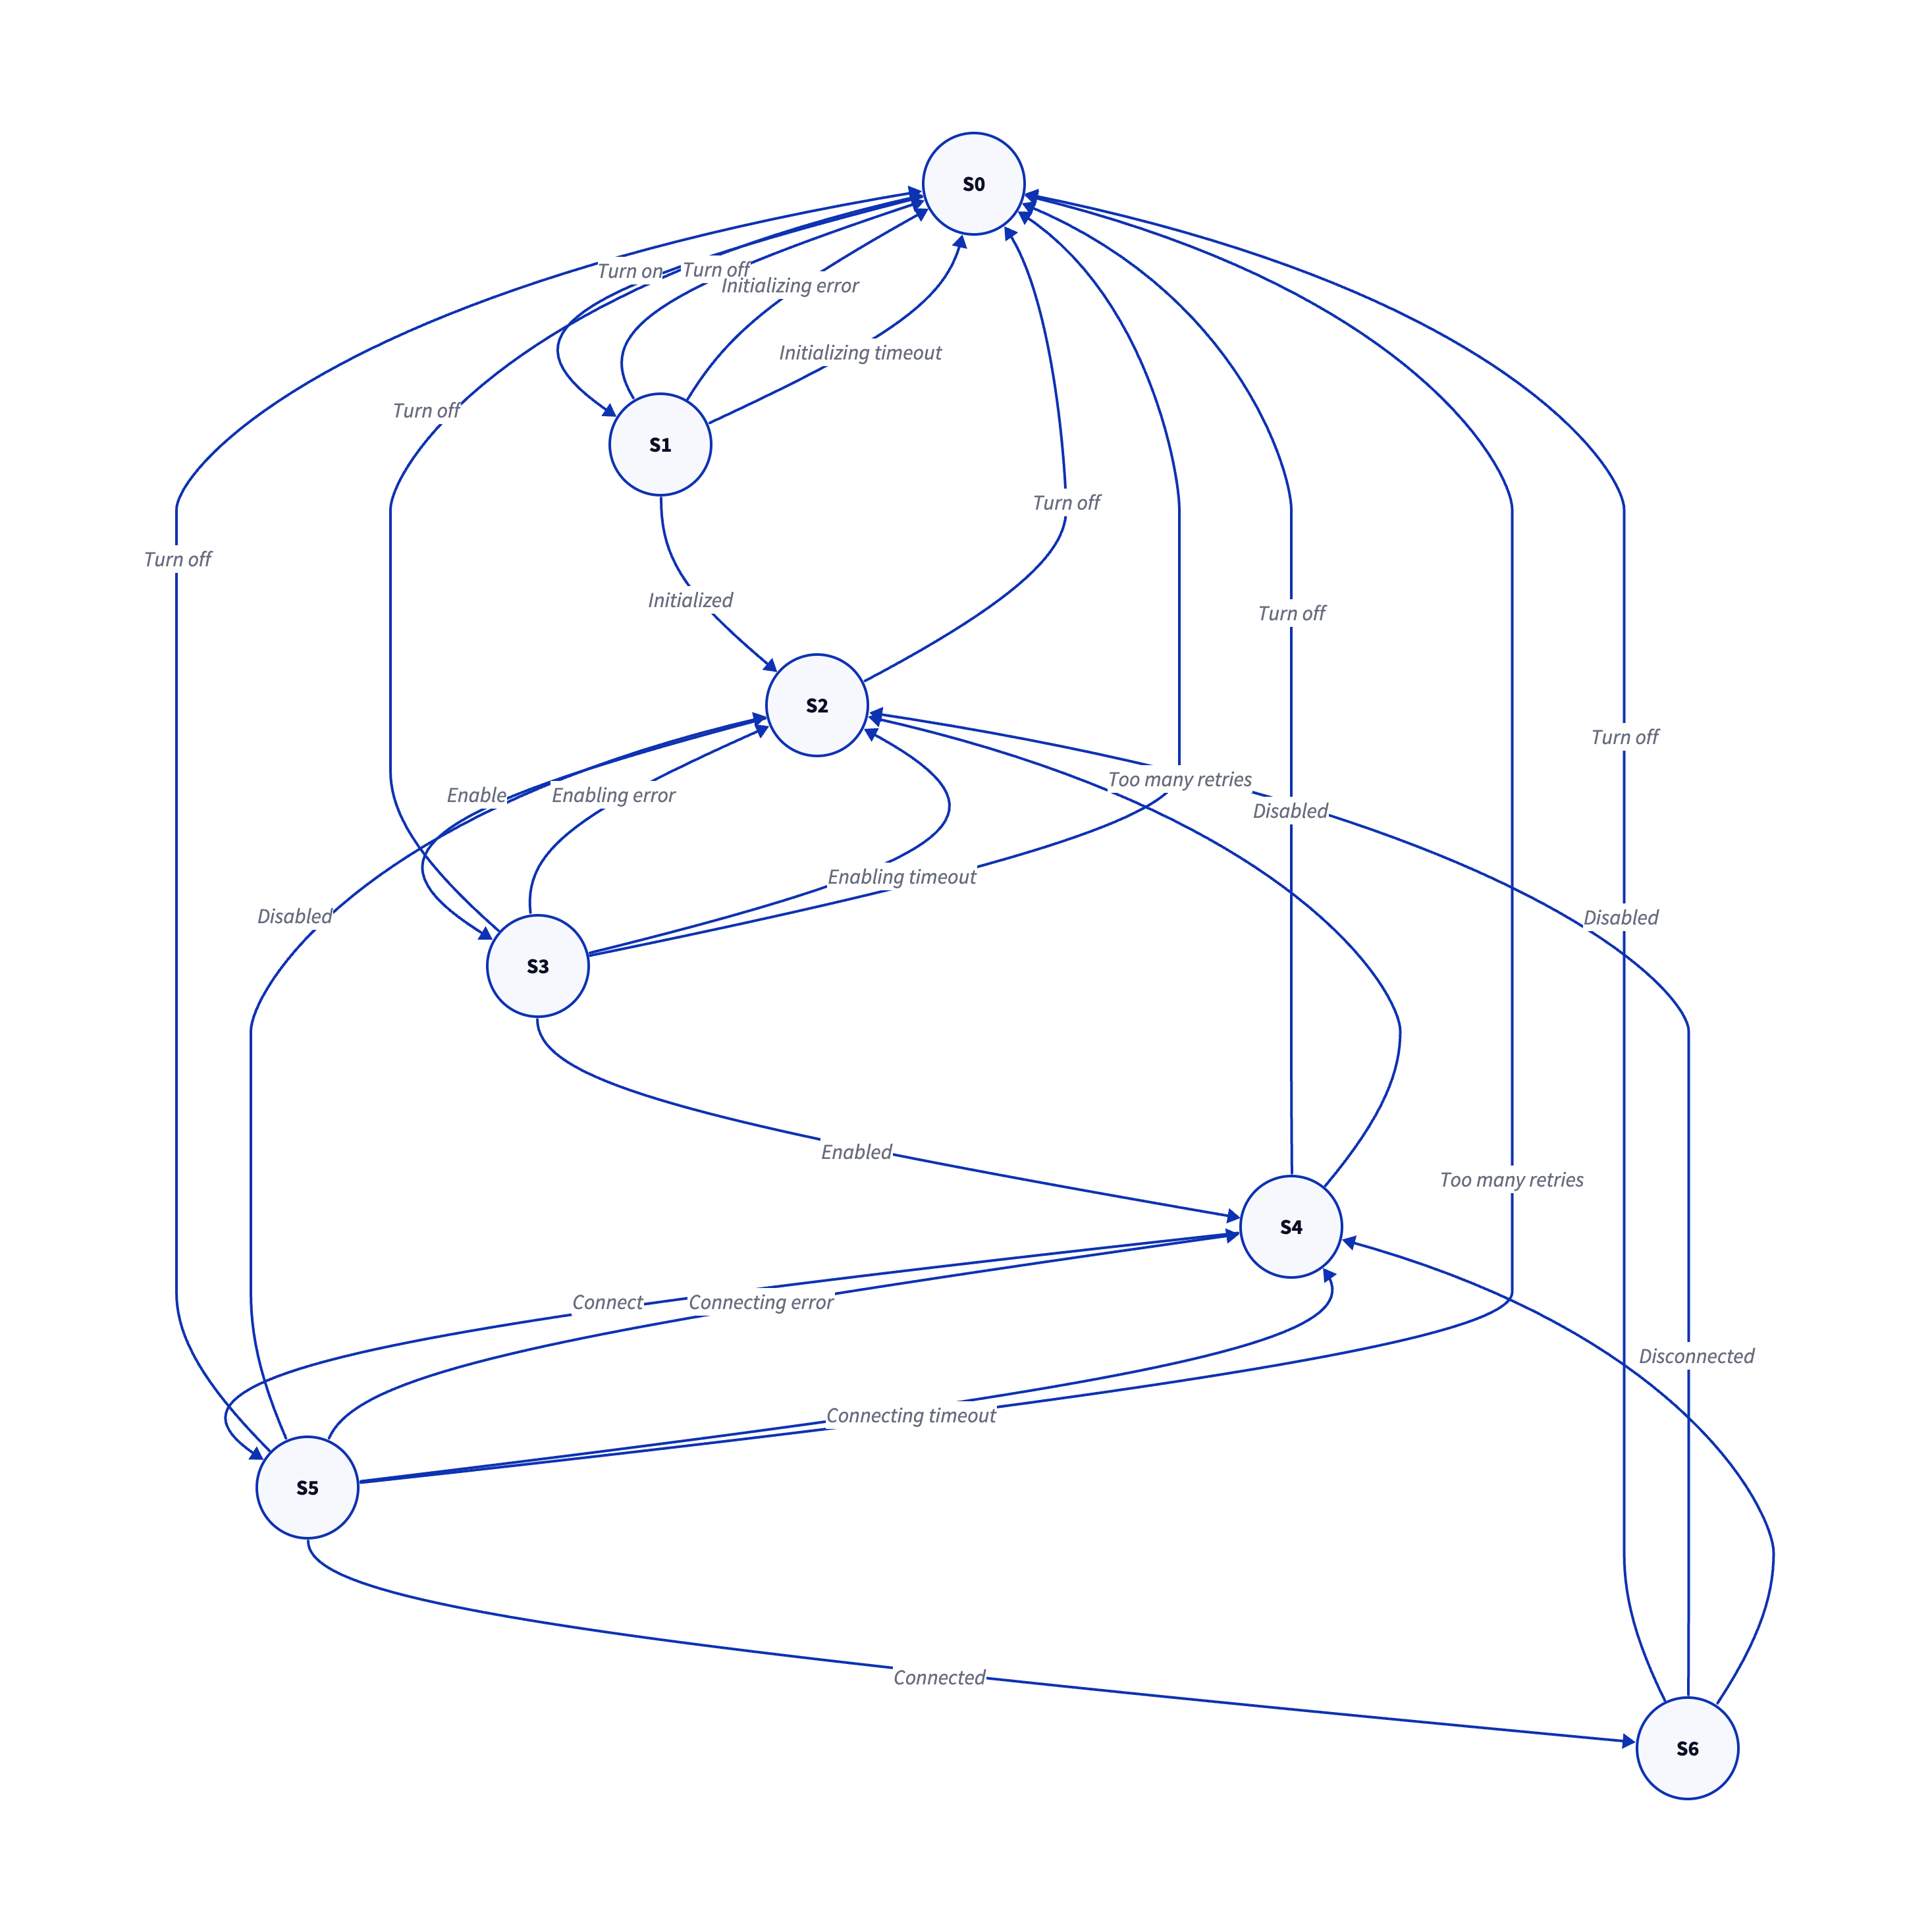 S0
Turn on
Turn off
Initializing error
Initializing timeout
Turn off
S1
Turn off
Turn off
Initialized
Turn off
S2
Turn off
Enable
Enabling error
Too many retries
Disabled
Enabling timeout
Disabled
Disabled
S3
Enabled
Too many retries
S4
Connect
Connecting error
Disconnected
Connecting timeout
S5
Connected
S6